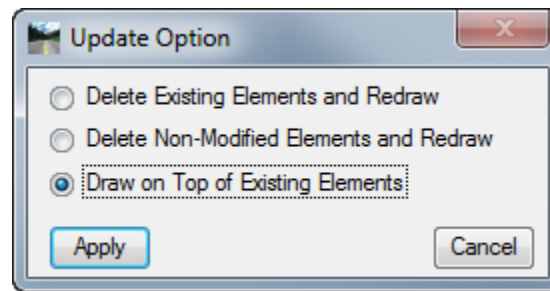 Update Option
Delete Existing Elements and Redraw
Delete Non-Modified Elements and Redraw
Draw on Top of Existing Elements
Apply
Cancel